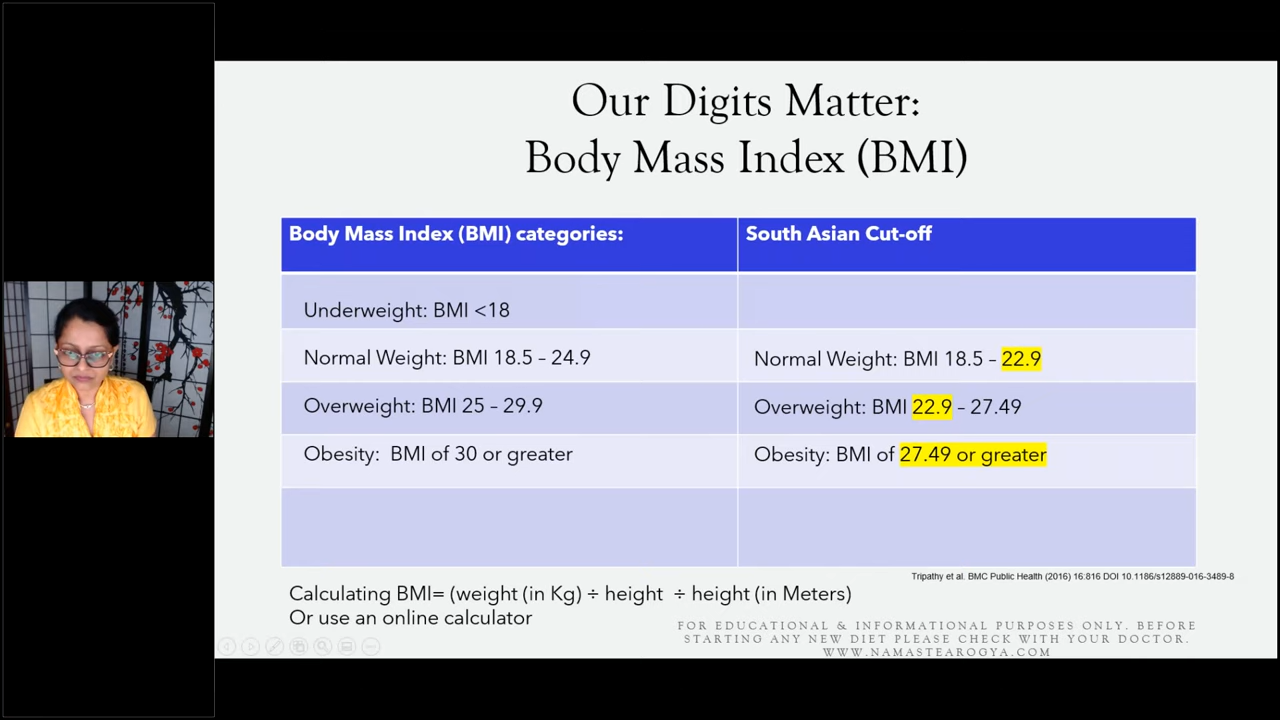 Our Digits Matter:
Body Mass Index (BMI)
Body Mass Index (BMI) categories:
South Asian Cut-off
Underweight: BMI <18
Normal Weight: BMI 18.5 – 24.9
Normal Weight: BMI 18.5 – 22.9
Overweight: BMI 25 – 29.9
Overweight: BMI 22.9 – 27.49
Obesity: BMI of 30 or greater
Obesity: BMI of 27.49 or greater
Tripathy et al. BMC Public Health (2016) 16:816 DOI 10.1186/s12889-016-3489-8
Calculating BMI= (weight (in Kg) ÷ height ÷ height (in Meters)
Or use an online calculator
FOR EDUCATIONAL & INFORMATIONAL PURPOSES ONLY. BEFORE
STARTING ANY NEW DIET PLEASE CHECK WITH YOUR DOCTOR.
WWW.NAMASTEAROGYA.COM